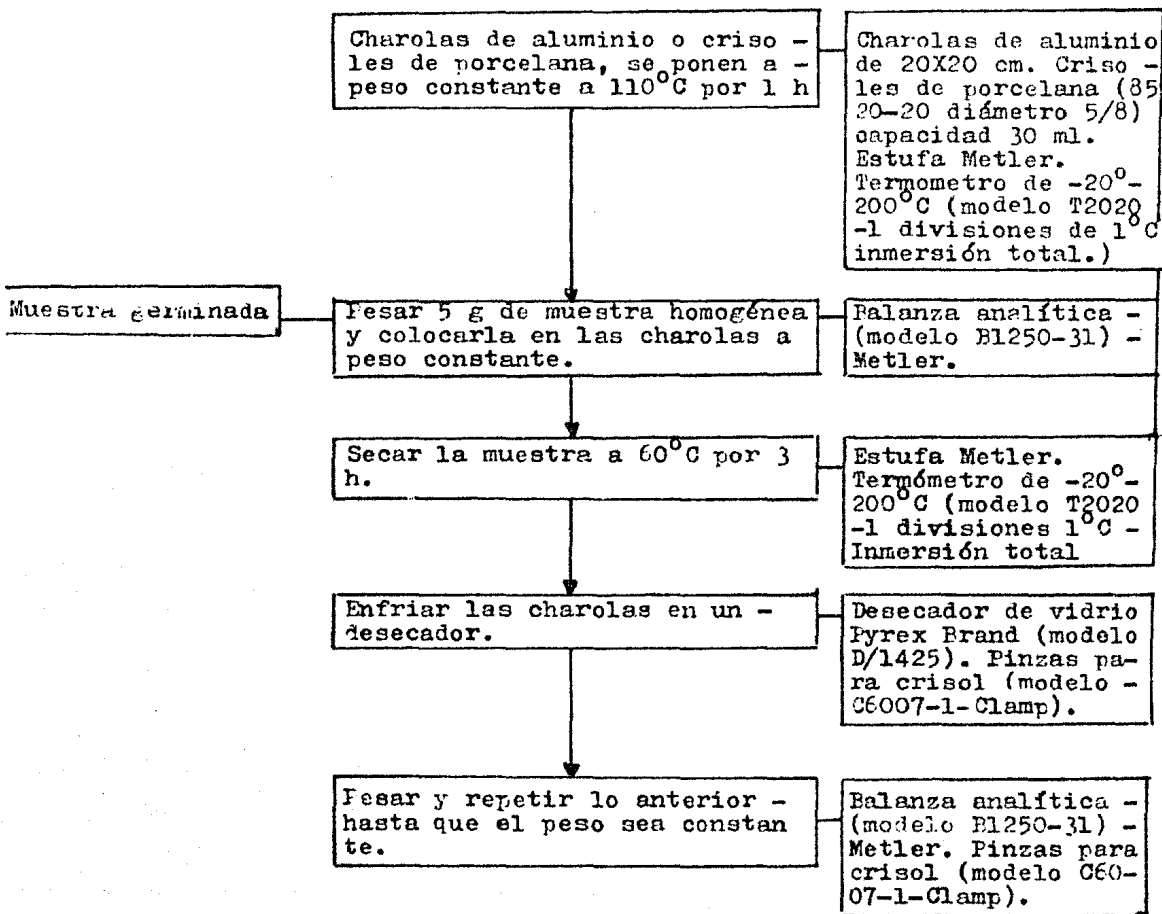 Charolas de aluminio o criso -
les de porcelana, se ponen a -
peso constante a 110°C por 1 h
Charolas de aluminio
de 20X20 cm. Criso -
les de porcelana (85
20-20 diámetro 5/8)
capacidad 30 ml.
Estufa Metler.
Termometro de -20°-
200°C (modelo T2020
-1 divisiones de 1°C
inmersión total.)
Muestra germinada
Pesar 5 g de muestra homogénea
y colocarla en las charolas a
peso constante.
Balanza analítica -
(modelo B1250-31) -
Metler.
Secar la muestra a 60°C por 3
h.
Estufa Metler.
Termómetro de -20°-
200°C (modelo T2020
-1 divisiones 1°C -
Inmersión total
Enfriar las charolas en un -
desecador.
Desecador de vidrio
Pyrex Brand (modelo
D/1425). Pinzas pa-
ra crisol (modelo -
C6007-1-Clamp).
Pesar y repetir lo anterior -
hasta que el peso sea constan
te.
Balanza analítica -
(modelo B1250-31) -
Metler. Pinzas para
crisol (modelo C60-
07-1-Clamp).